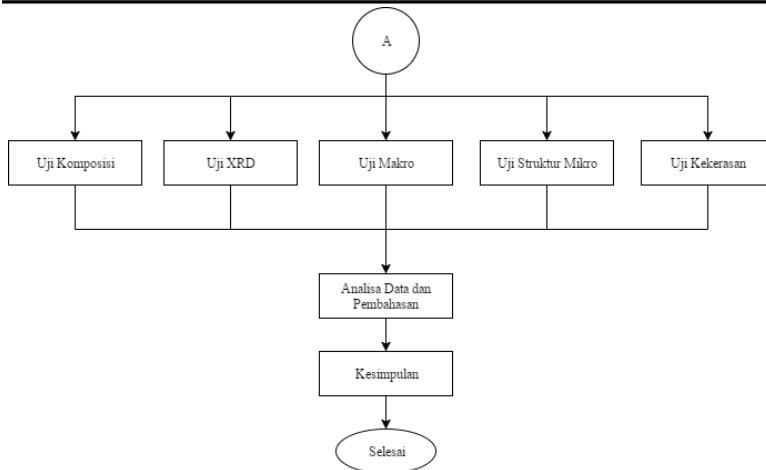 A
Uji Komposisi
Uji XRD
Uji Makro
Uji Struktur Mikro
Uji Kekerasan
Analisa Data dan
Pembahasan
Kesimpulan
Selesai